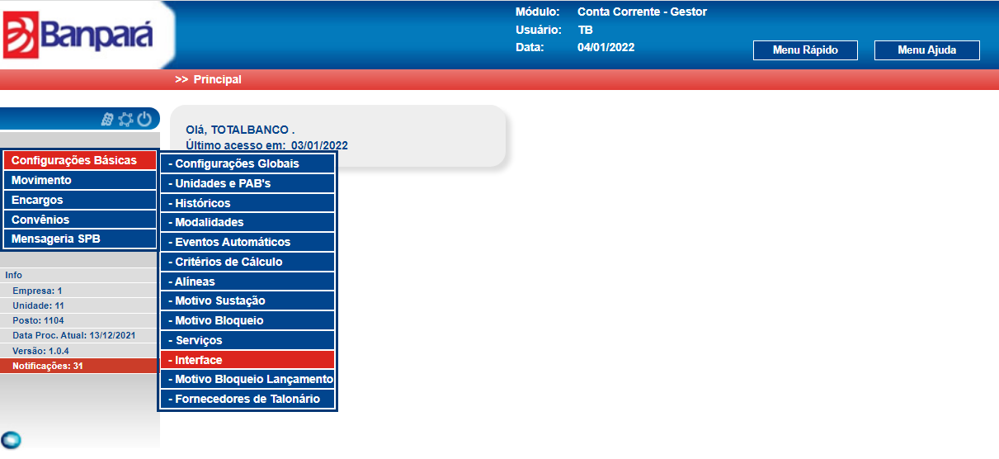 Banpará
Módulo: Conta Corrente - Gestor
Usuário: TB
Data: 04/01/2022
Menu Rápido Menu Ajuda
>> Principal
Olá, TOTALBANCO .
Último acesso em: 03/01/2022
Configurações Básicas
Movimento
Encargos
Convênios
Mensageria SPB
- Configurações Globais
- Unidades e PAB's
- Históricos
- Modalidades
- Eventos Automáticos
- Critérios de Cálculo
- Alíneas
- Motivo Sustação
- Motivo Bloqueio
- Serviços
- Interface
- Motivo Bloqueio Lançamento
- Fornecedores de Talonário
Info
Empresa: 1
Unidade: 11
Posto: 1104
Data Proc. Atual: 13/12/2021
Versão: 1.0.4
Notificações: 31